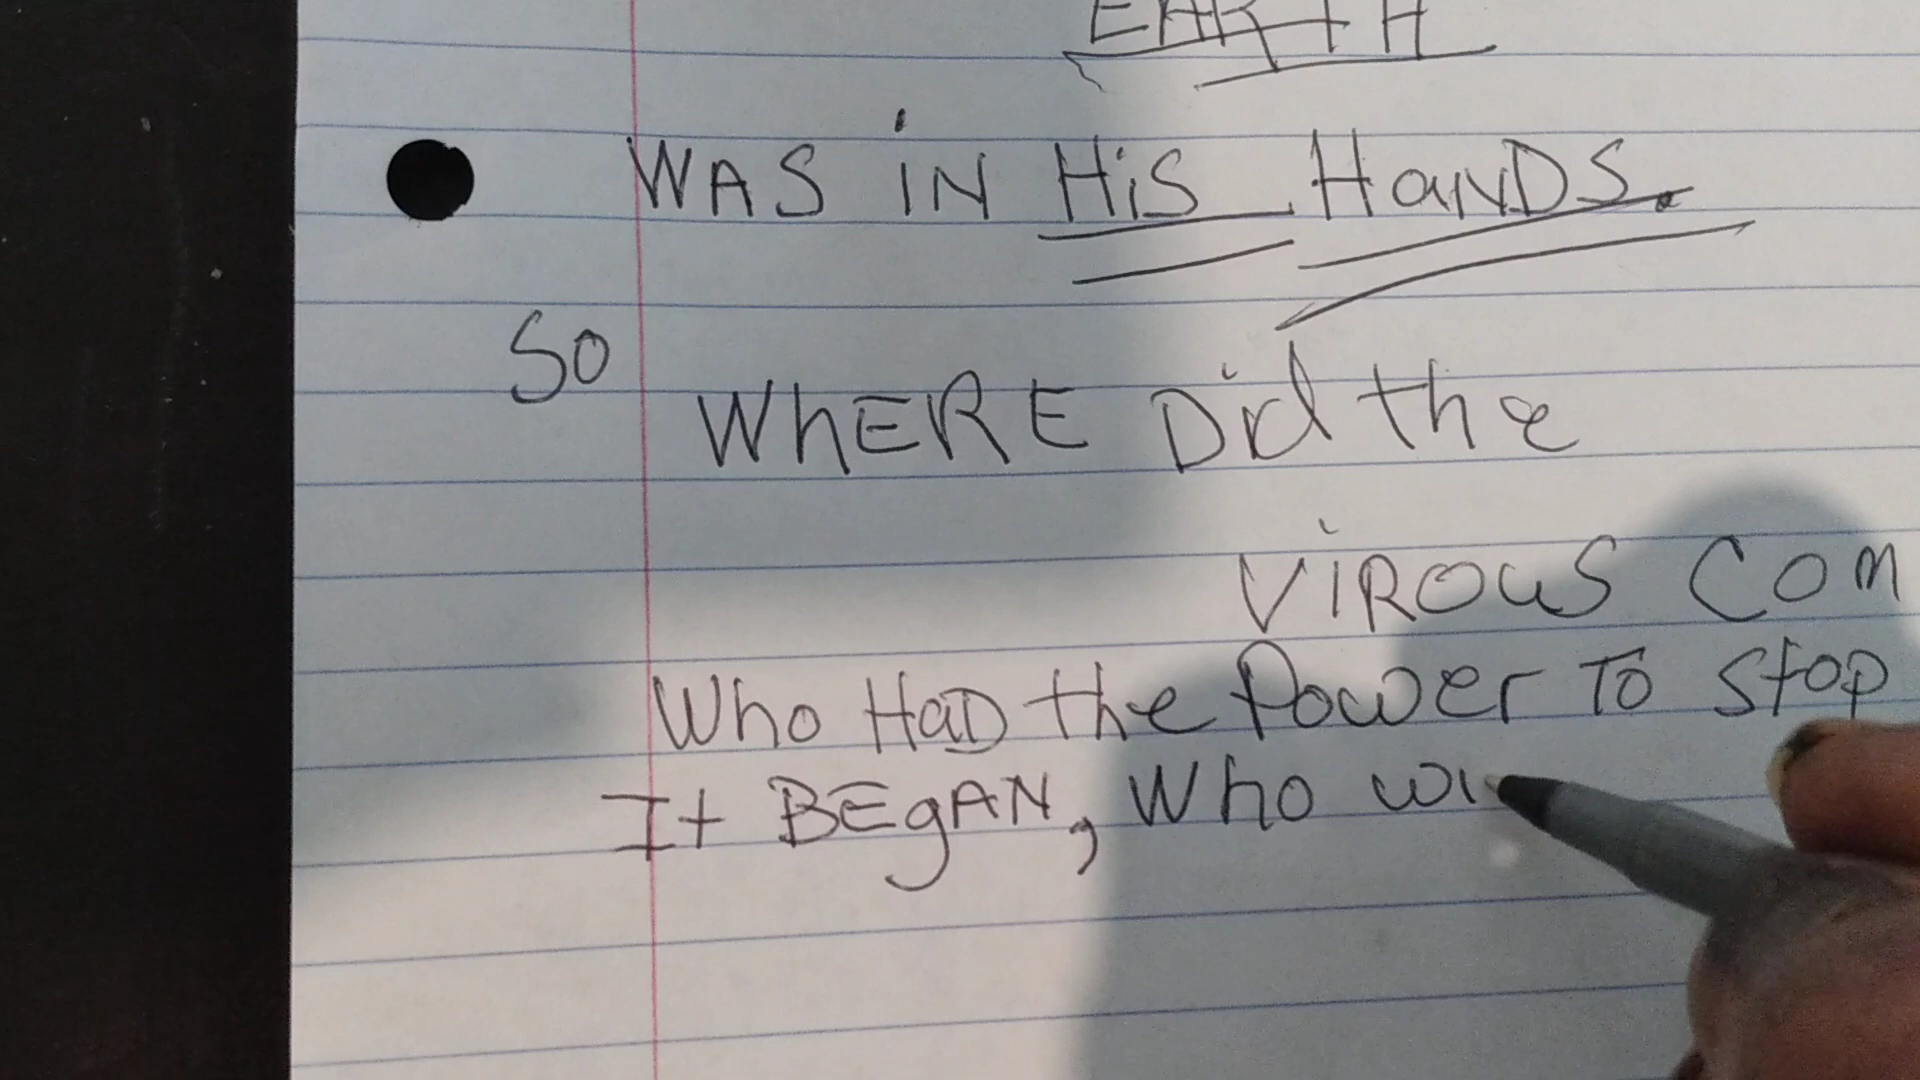 EARTH
WAS iN HiS HanDS.
So
WhERE Did the
ViROUS COM
Who HaD the Power To Stop
It BEgAN, Who wi